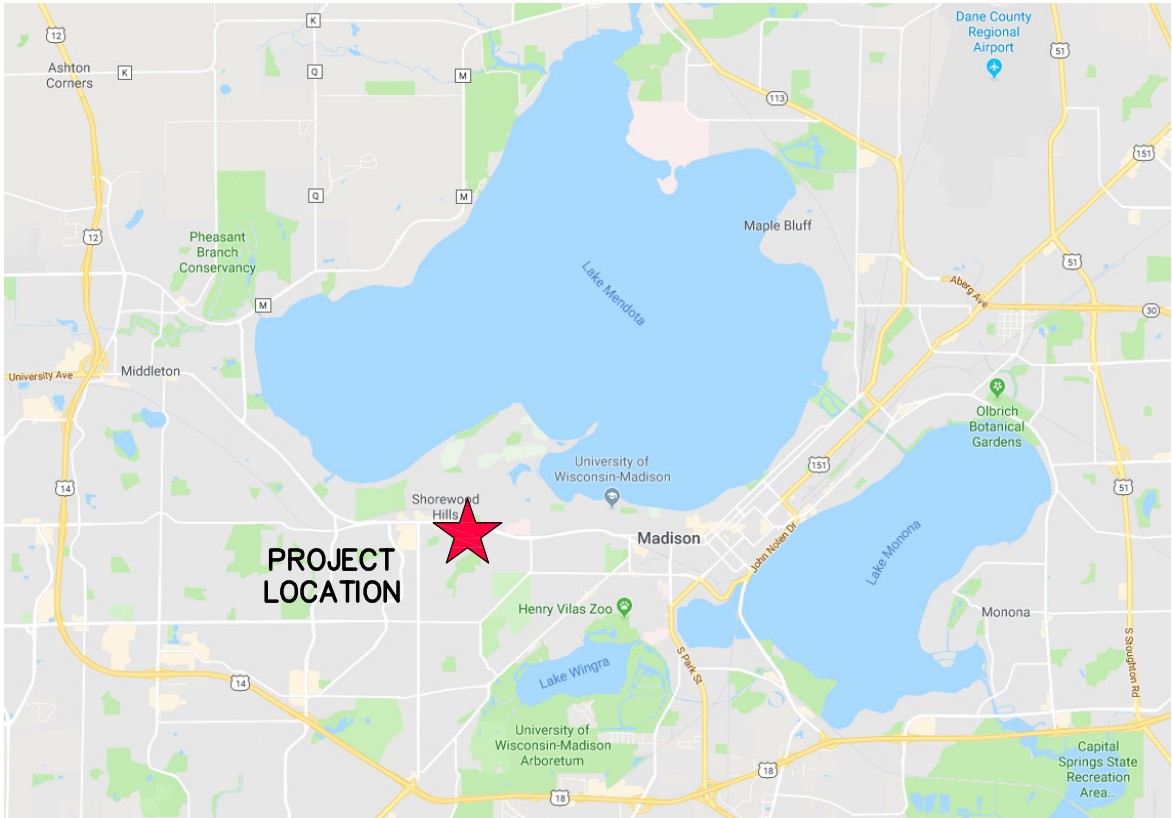 K
12
Dane County
Regional
Airport
51
Ashton
Corners
K
Q
M
113
151
Q
M
Maple Bluff
12
Pheasant
Branch
Conservancy
51
Lake Mendota
Aberg Ave
M
30
University Ave
Middleton
Olbrich
Botanical
Gardens
University of
Wisconsin-Madison
151
14
51
Shorewood
Hills
Madison
John Nolen Dr
Lake Monona
PROJECT
LOCATION
Henry Vilas Zoo
Monona
S Park St
S Stoughton Rd
Lake Wingra
14
University of
Wisconsin-Madison
Arboretum
Capital
Springs State
Recreation
Area...
18
18